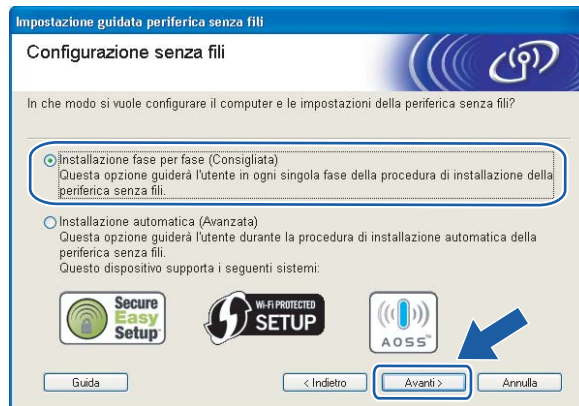 Impostazione guidata periferica senza fili
Configurazione senza fili
In che modo si vuole configurare il computer e le impostazioni della periferica senza fili?
Installazione fase per fase (Consigliata)
Questa opzione guiderà l'utente in ogni singola fase della procedura di installazione della
periferica senza fili.
Installazione automatica (Avanzata)
Questa opzione guiderà l'utente durante la procedura di installazione automatica della
periferica senza fili.
Questo dispositivo supporta i seguenti sistemi:
Secure
Easy
Setup™
Wi-Fi PROTECTED
SETUP
AOSS™
Guida
< Indietro
Avanti >
Annulla